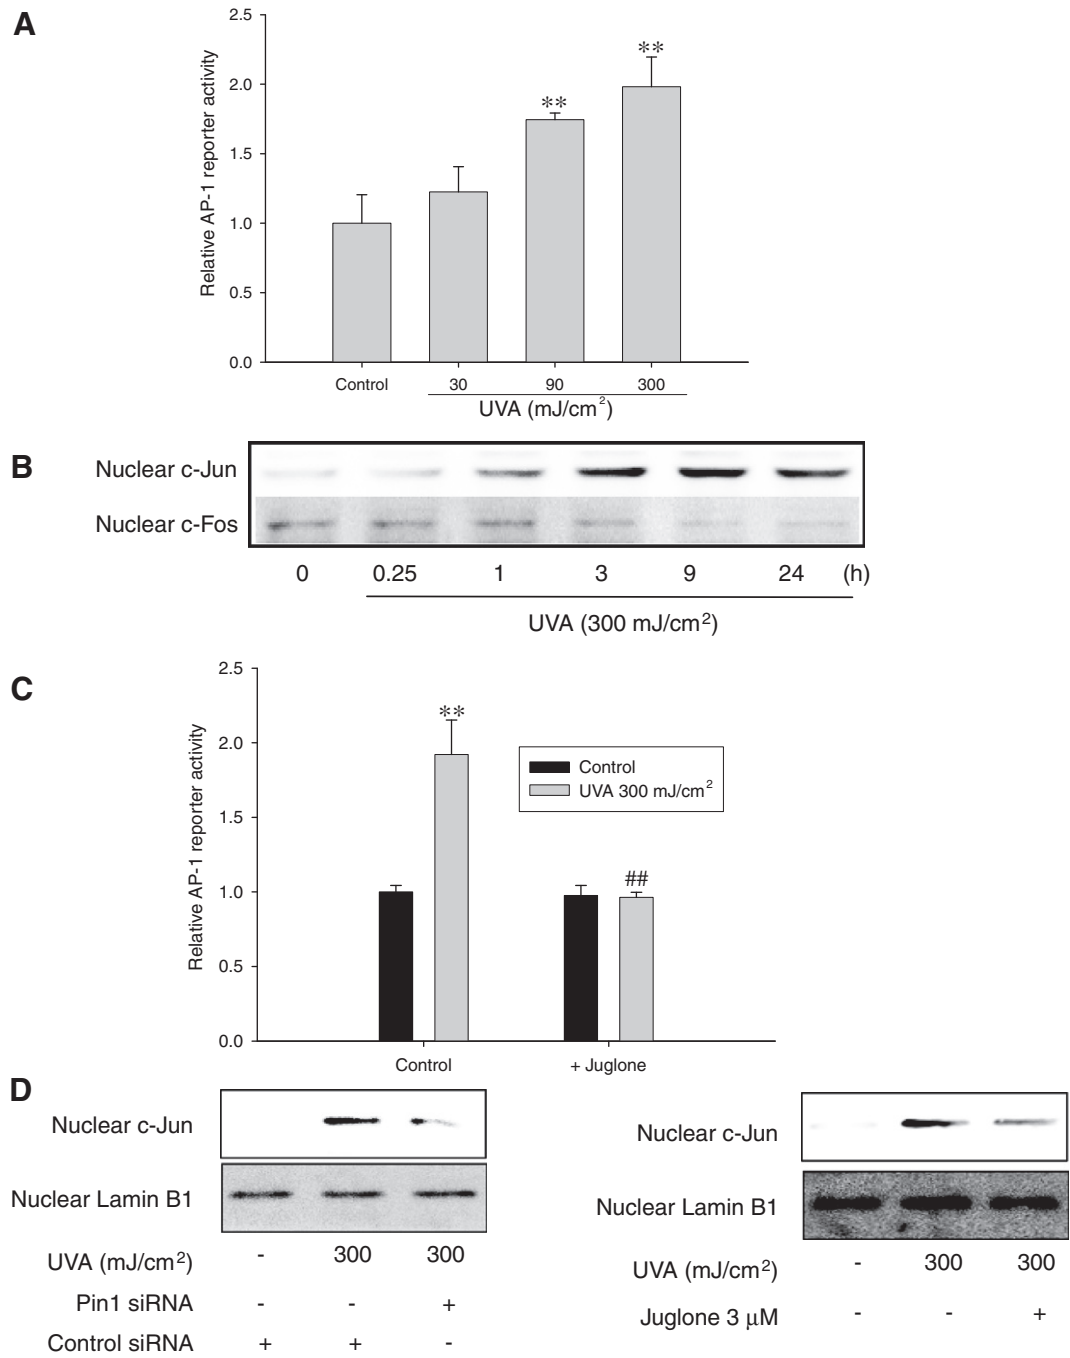 A
2.5
2.0
1.5
1.0
0.5
0.0
Relative AP-1 reporter activity
**
**
Control 30 90 300
UVA (mJ/cm²)
B
Nuclear c-Jun
Nuclear c-Fos
0 0.25 1 3 9 24 (h)
UVA (300 mJ/cm²)
C
2.5
2.0
1.5
1.0
0.5
0.0
Relative AP-1 reporter activity
**
Control
UVA 300 mJ/cm²
##
Control + Juglone
D
Nuclear c-Jun
Nuclear Lamin B1
UVA (mJ/cm²) - 300 300
Pin1 siRNA - - +
Control siRNA + + -
Nuclear c-Jun
Nuclear Lamin B1
UVA (mJ/cm²) - 300 300
Juglone 3 µM - - +